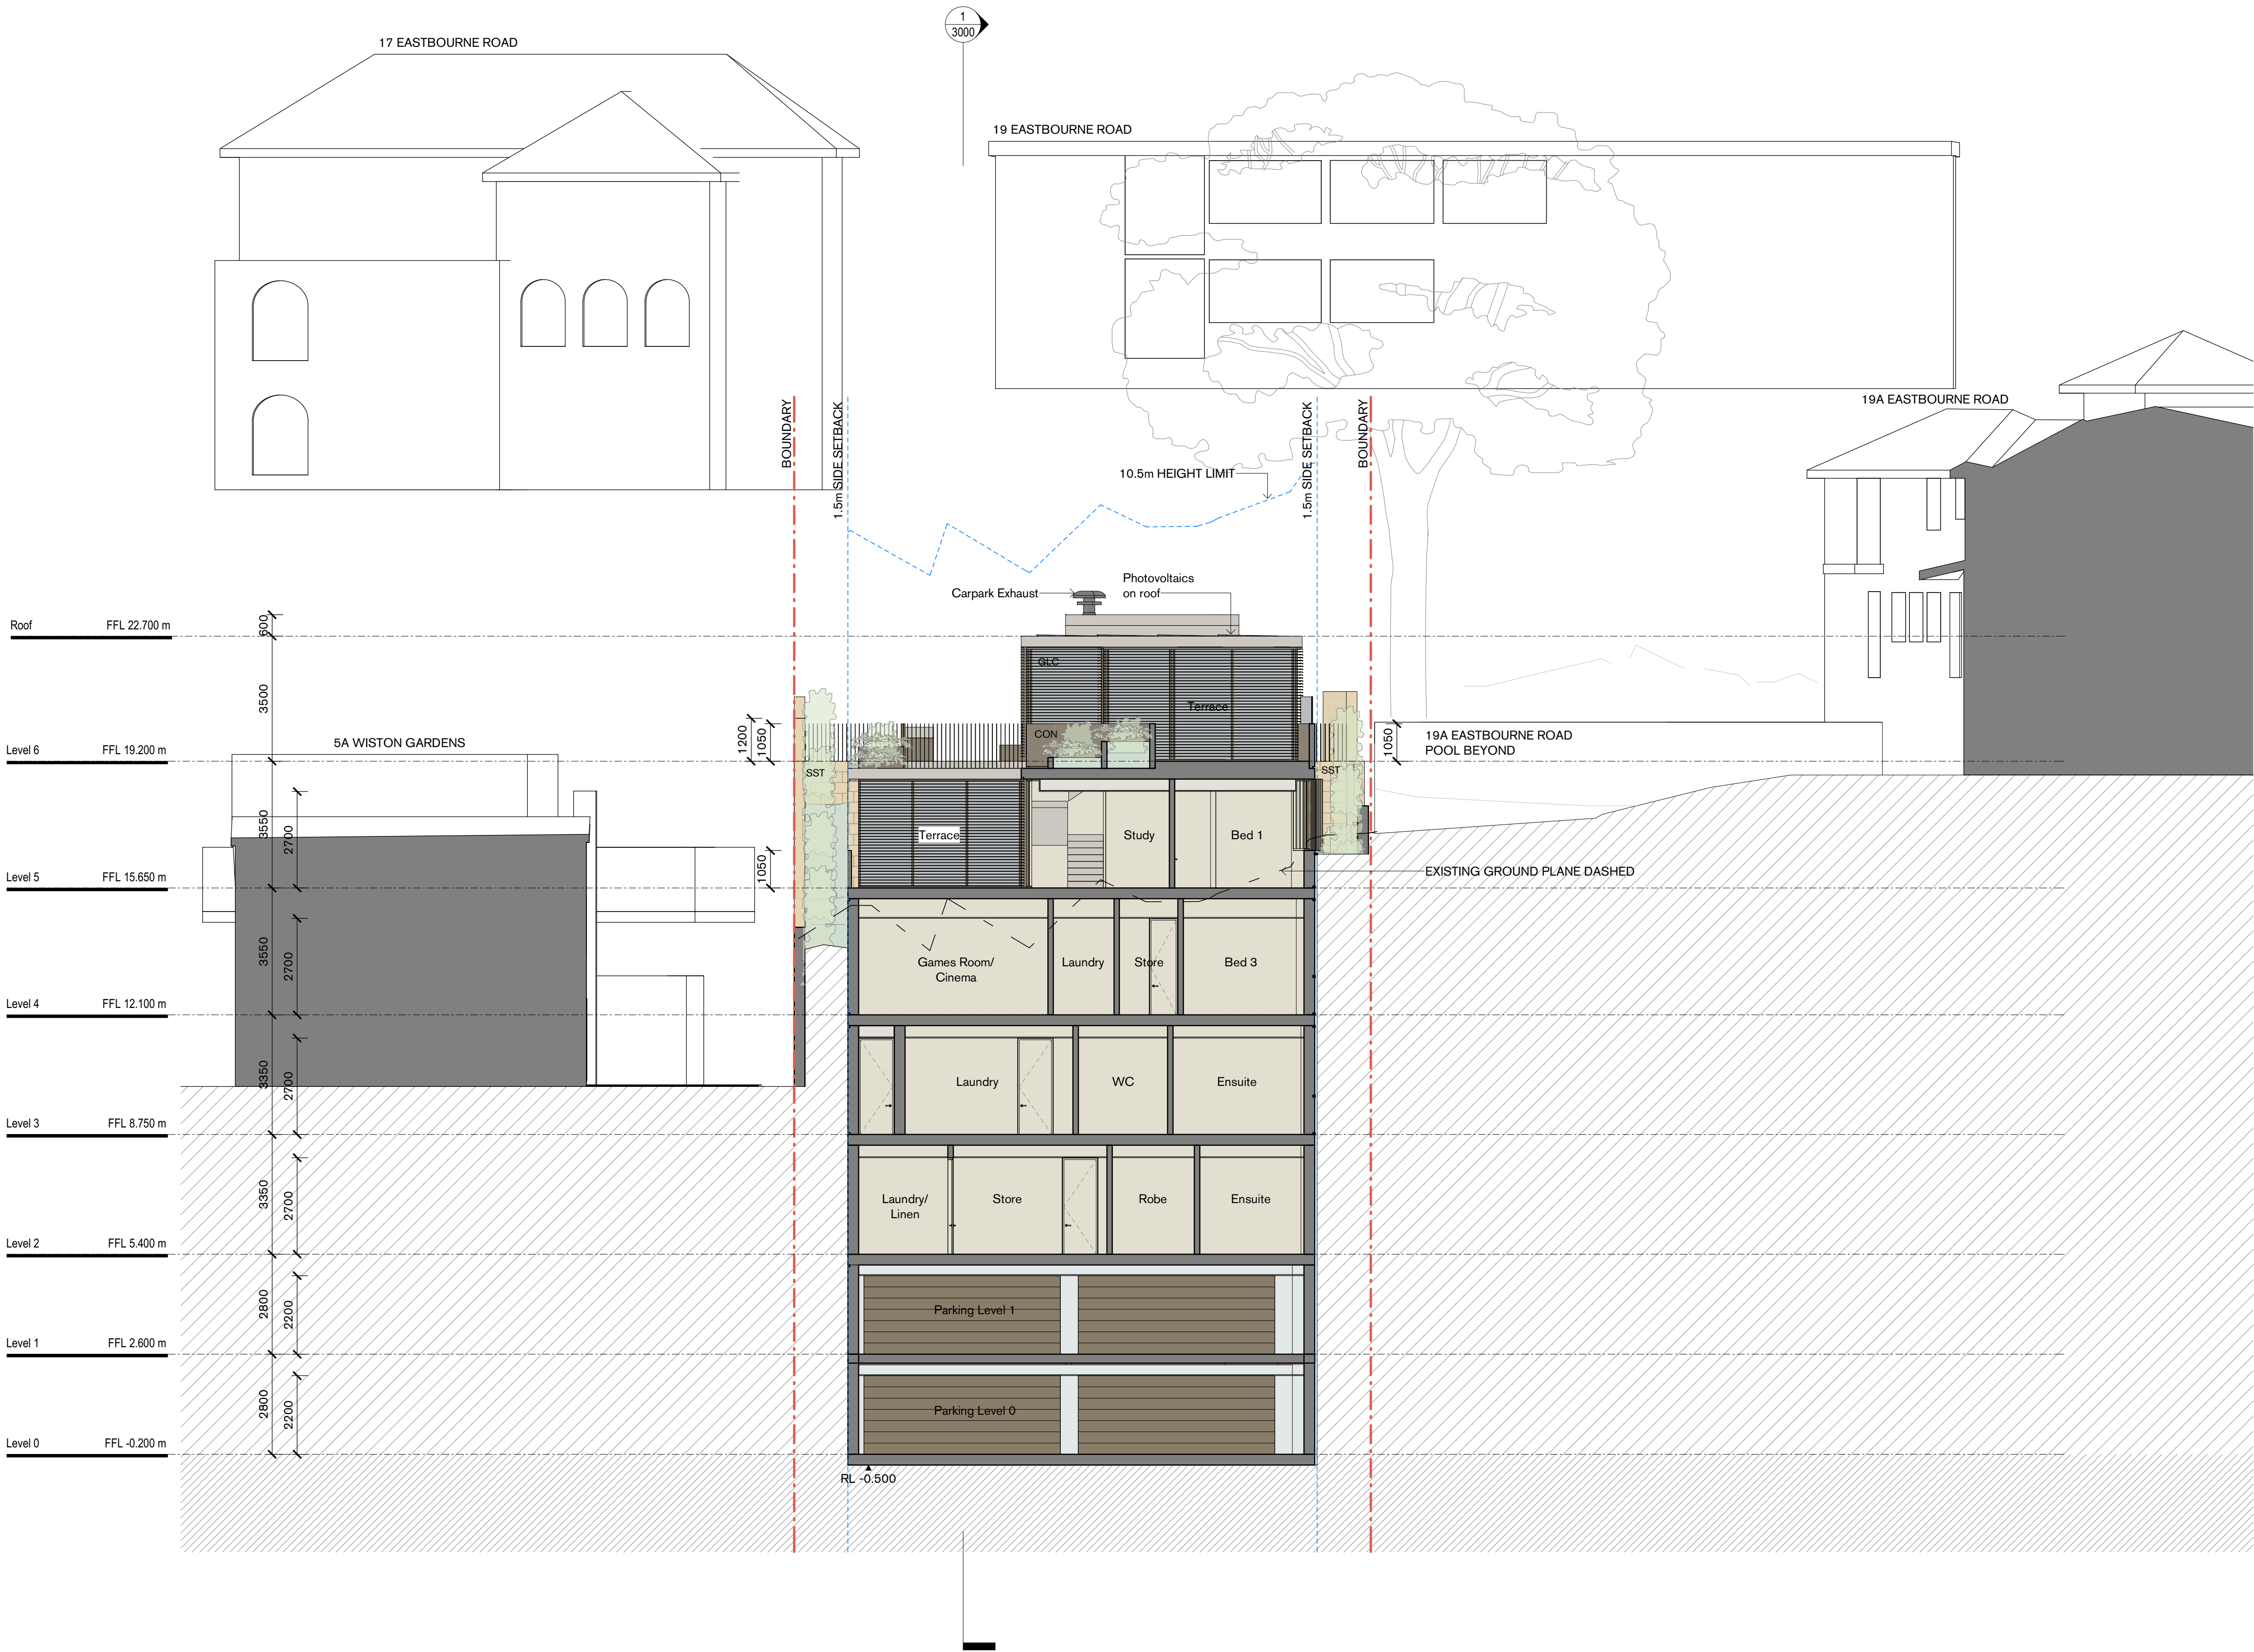 1
3000
17 EASTBOURNE ROAD
19 EASTBOURNE ROAD
19A EASTBOURNE ROAD
BOUNDARY
1.5m SIDE SETBACK
1.5m SIDE SETBACK
BOUNDARY
10.5m HEIGHT LIMIT
Photovoltaics
on roof
Carpark Exhaust
Roof FFL 22.700 m
600
GLC
3500
Terrace
1200
1050
CON
1050
19A EASTBOURNE ROAD
POOL BEYOND
5A WISTON GARDENS
Level 6 FFL 19.200 m
SST
SST
3550
2700
Terrace
Study
Bed 1
1050
EXISTING GROUND PLANE DASHED
Level 5 FFL 15.650 m
3550
2700
Games Room/
Cinema
Laundry
Store
Bed 3
Level 4 FFL 12.100 m
3350
2700
Laundry
WC
Ensuite
Level 3 FFL 8.750 m
3350
2700
Laundry/
Linen
Store
Robe
Ensuite
Level 2 FFL 5.400 m
2800
2200
Parking Level 1
Level 1 FFL 2.600 m
2800
2200
Parking Level 0
Level 0 FFL -0.200 m
RL -0.500